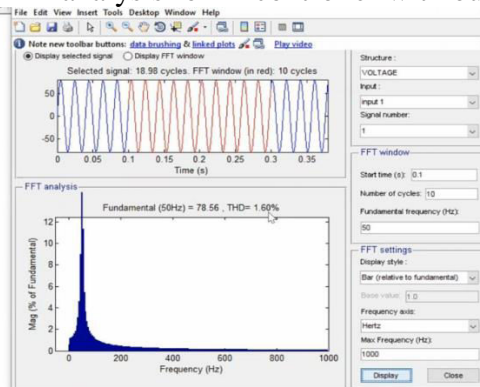 File Edit View Insert Tools Desktop Window Help
Note new toolbar buttons: data brushing & linked plots Play video
Display selected signal Display FFT window
Selected signal: 18.98 cycles. FFT window (in red): 10 cycles
50
0
-50
0 0.05 0.1 0.15 0.2 0.25 0.3 0.35
Time (s)
FFT analysis
Fundamental (50Hz) = 78.56 , THD= 1.60%
12
10
8
6
4
2
0
Mag (% of Fundamental)
0 200 400 600 800 1000
Frequency (Hz)
Structure :
VOLTAGE
Input :
input 1
Signal number:
1
FFT window
Start time (s): 0.1
Number of cycles: 10
Fundamental frequency (Hz):
50
FFT settings
Display style :
Bar (relative to fundamental)
Base value: 1.0
Frequency axis:
Hertz
Max Frequency (Hz):
1000
Display Close